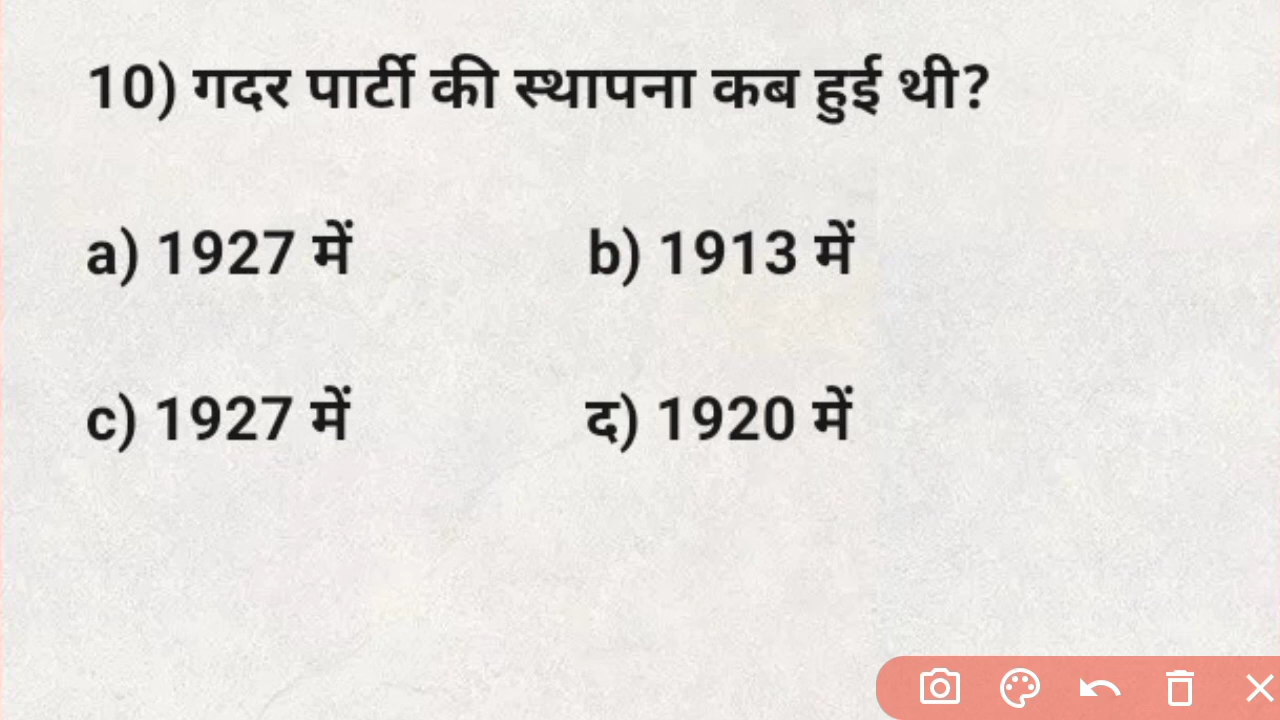 10) गदर पार्टी की स्थापना कब हुई थी?
a) 1927 में b) 1913 में
c) 1927 में द) 1920 में